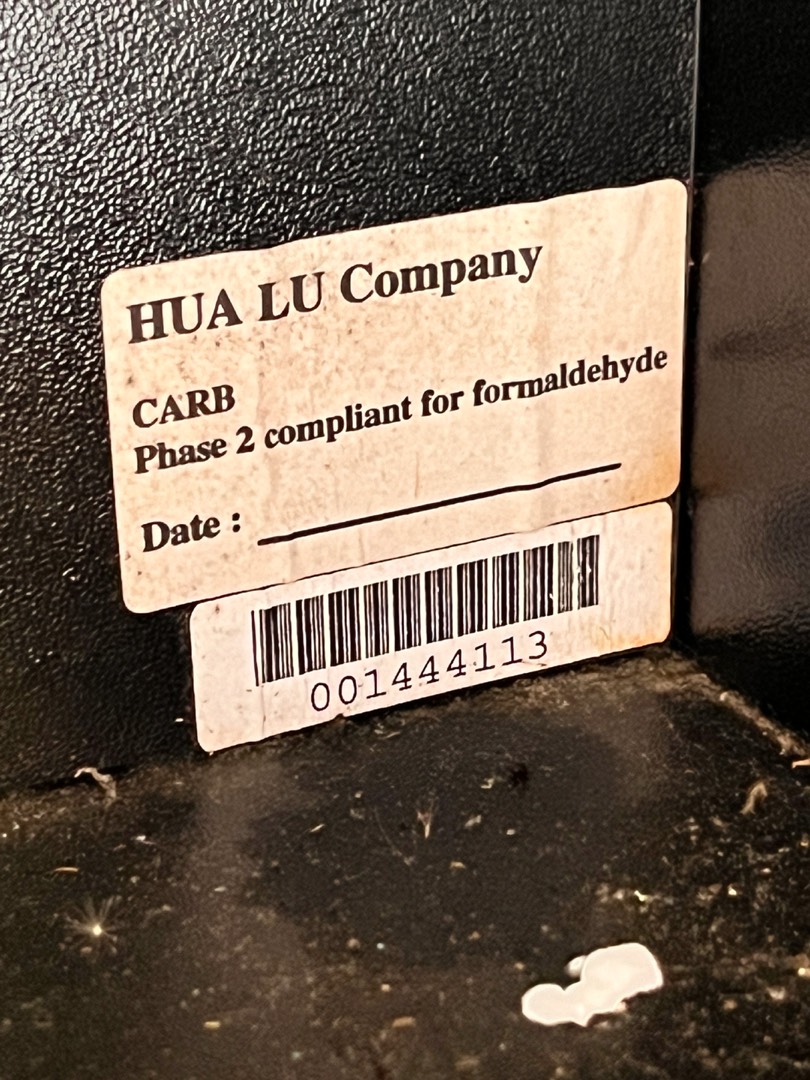 HUA LU Company
CARB
Phase 2 compliant for formaldehyde
Date :
001444113